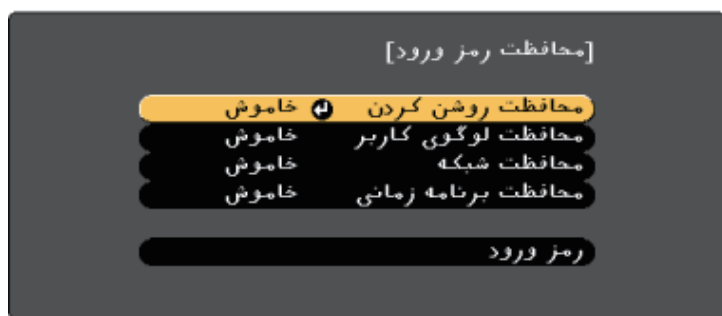 [محافظت رمز ورود]
محافظت روشن کردن خاموش
محافظت لوگوی کاربر خاموش
محافظت شبکه خاموش
محافظت برنامه زمانی خاموش
رمز ورود